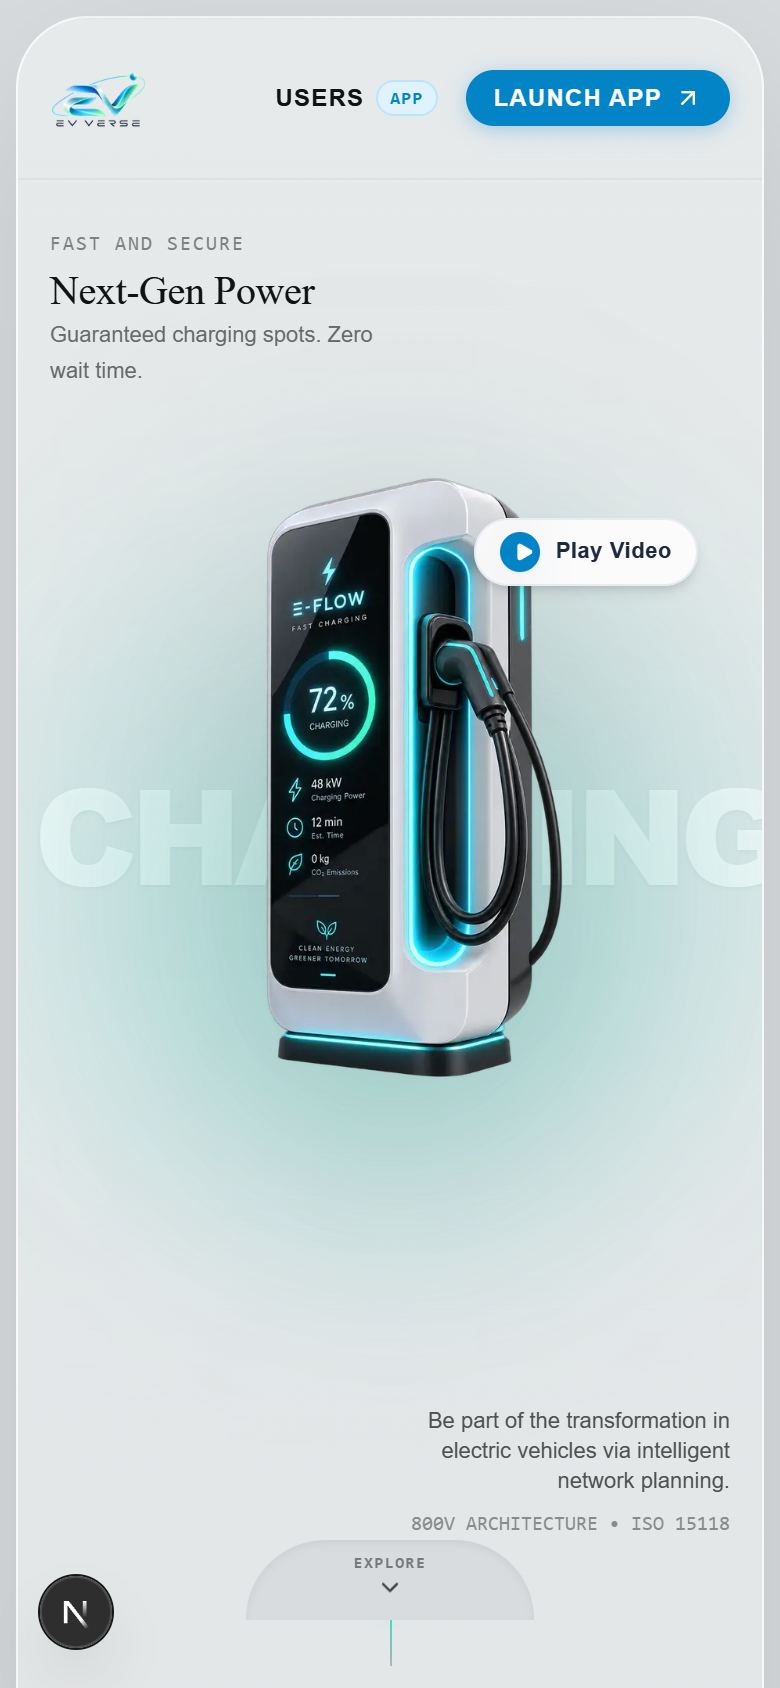 EV
EV VERSE
USERS
APP
LAUNCH APP
FAST AND SECURE
Next-Gen Power
Guaranteed charging spots. Zero
wait time.
Play Video
E-FLOW
FAST CHARGING
72%
CHARGING
48 kW
Charging Power
12 min
Est. Time
0 kg
CO₂ Emissions
CLEAN ENERGY
GREENER TOMORROW
CHA ING
Be part of the transformation in
electric vehicles via intelligent
network planning.
800V ARCHITECTURE • ISO 15118
EXPLORE
N